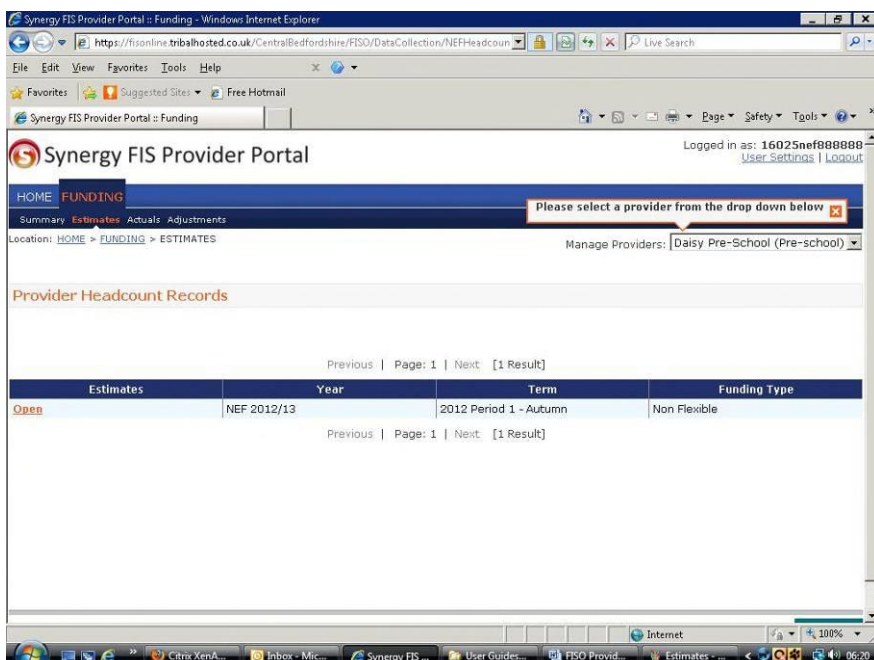 Synergy FIS Provider Portal :: Funding - Windows Internet Explorer
https://fisonline.tribalhosted.co.uk/CentralBedfordshire/FISO/DataCollection/NEFHeadcoun
Live Search
File Edit View Favorites Tools Help
Favorites Suggested Sites Free Hotmail
Synergy FIS Provider Portal :: Funding
Page Safety Tools
Synergy FIS Provider Portal
Logged in as: 16025nef888888
User Settings | Logout
HOME FUNDING
Summary Estimates Actuals Adjustments
Please select a provider from the drop down below
Location: HOME > FUNDING > ESTIMATES
Manage Providers: Daisy Pre-School (Pre-school)
Provider Headcount Records
Previous | Page: 1 | Next [1 Result]
Estimates Year Term Funding Type
Open NEF 2012/13 2012 Period 1 - Autumn Non Flexible
Previous | Page: 1 | Next [1 Result]
Internet 100%
Citrix XenA... Inbox - Mic... Synergy FIS ... User Guides... FISO Provid... Estimates - ... 06:20